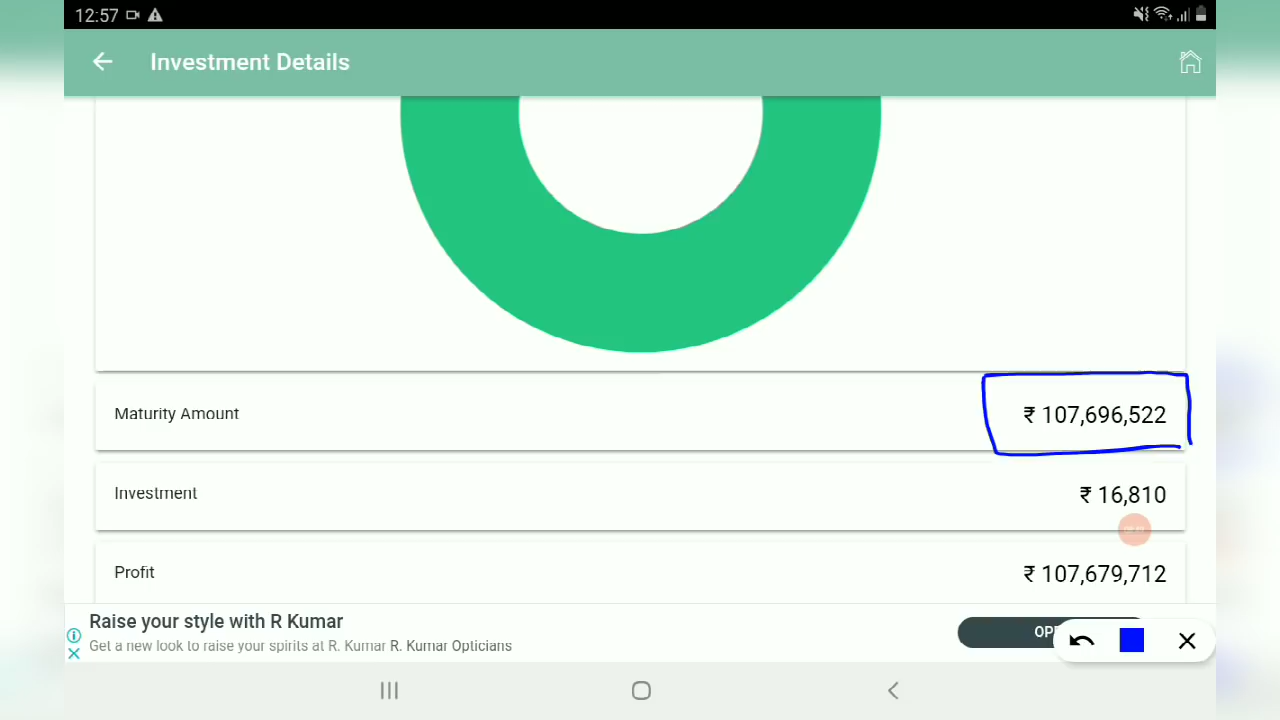 12:57
Investment Details
Maturity Amount
₹ 107,696,522
Investment
₹ 16,810
Profit
₹ 107,679,712
Raise your style with R Kumar
Get a new look to raise your spirits at R. Kumar R. Kumar Opticians